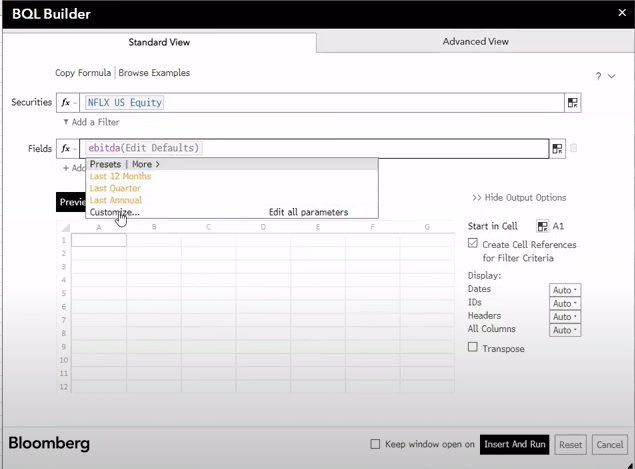 BQL Builder ×
Standard View Advanced View
Copy Formula | Browse Examples
?
Securities fx NFLX US Equity
Add a Filter
Fields fx ebitda(Edit Defaults)
Presets | More >
+ Add
Last 12 Months
Last Quarter
Last Annnual
Customize... Edit all parameters
Previe
>> Hide Output Options
A B C D E F G
1
2
3
4
5
6
7
8
9
10
11
12
Start in Cell A1
Create Cell References
for Filter Criteria
Display:
Dates Auto
IDs Auto
Headers Auto
All Columns Auto
Transpose
Bloomberg
Keep window open on Insert And Run Reset Cancel